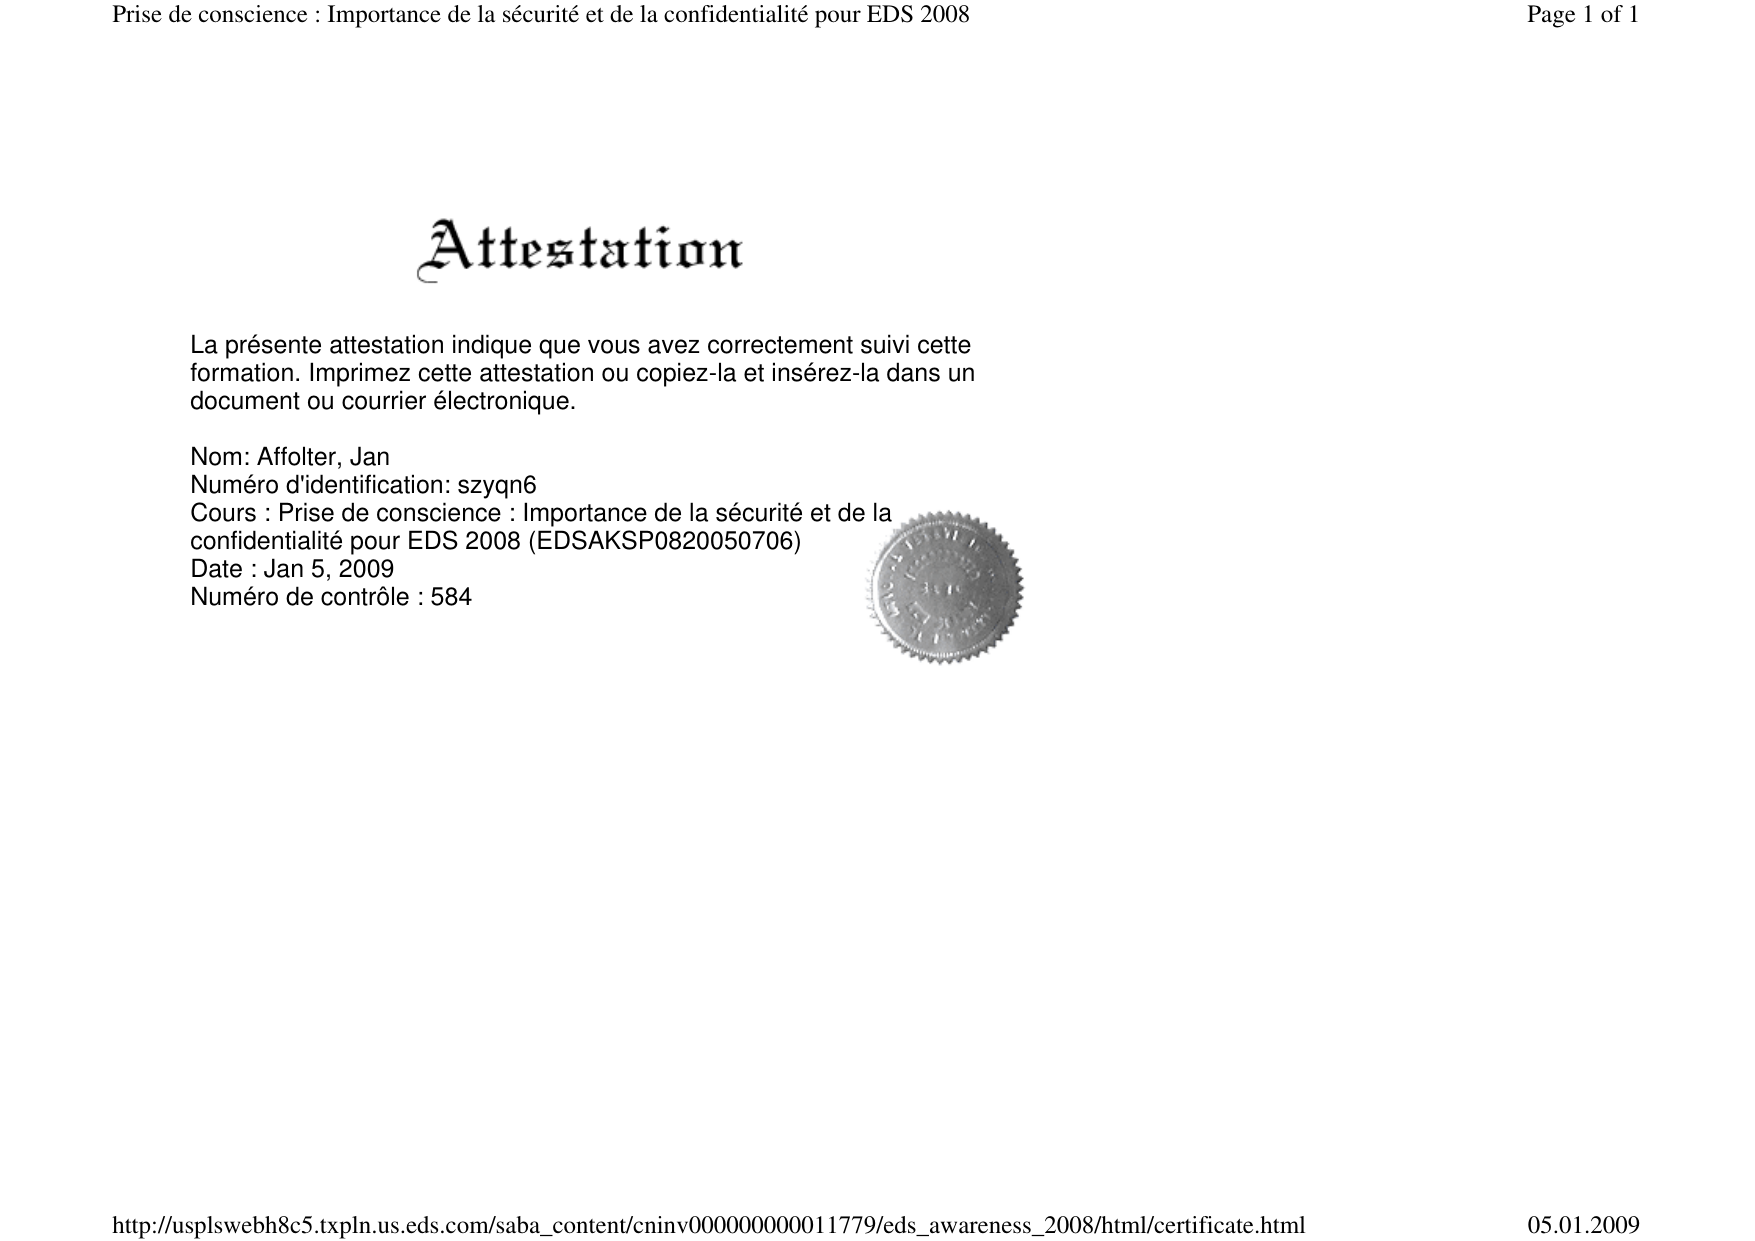 Prise de conscience : Importance de la sécurité et de la confidentialité pour EDS 2008
Page 1 of 1
Attestation
La présente attestation indique que vous avez correctement suivi cette
formation. Imprimez cette attestation ou copiez-la et insérez-la dans un
document ou courrier électronique.
Nom: Affolter, Jan
Numéro d'identification: szyqn6
Cours : Prise de conscience : Importance de la sécurité et de la
confidentialité pour EDS 2008 (EDSAKSP0820050706)
Date : Jan 5, 2009
Numéro de contrôle : 584
http://usplswebh8c5.txpln.us.eds.com/saba_content/cninv000000000011779/eds_awareness_2008/html/certificate.html
05.01.2009